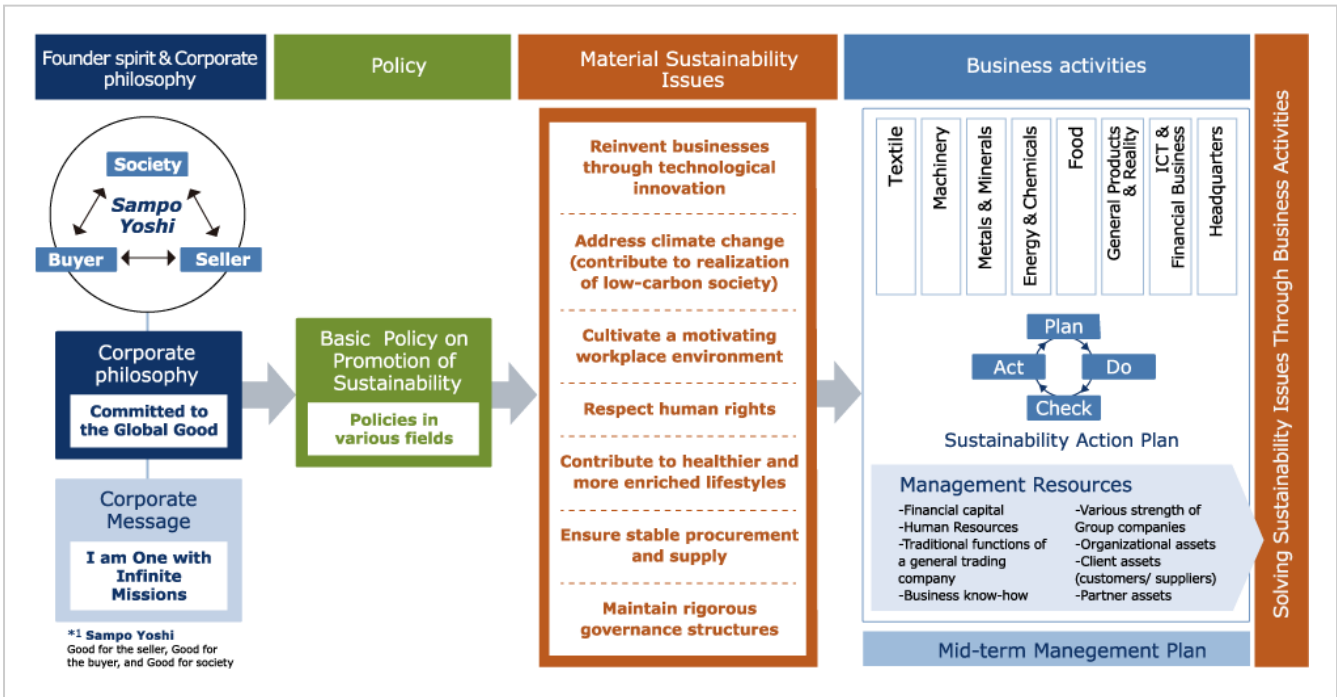 Founder spirit & Corporate
philosophy
Policy
Material Sustainability
Issues
Business activities
Society
Sampo
Yoshi
Buyer
Seller
Corporate
philosophy
Committed to
the Global Good
Corporate
Message
I am One with
Infinite
Missions
*1 Sampo Yoshi
Good for the seller, Good for
the buyer, and Good for society
Basic Policy on
Promotion of
Sustainability
Policies in
various fields
Reinvent businesses
through technological
innovation
Address climate change
(contribute to realization
of low-carbon society)
Cultivate a motivating
workplace environment
Respect human rights
Contribute to healthier and
more enriched lifestyles
Ensure stable procurement
and supply
Maintain rigorous
governance structures
Textile
Machinery
Metals & Minerals
Energy & Chemicals
Food
General Products
& Reality
ICT &
Financial Business
Headquarters
Plan
Act
Do
Check
Sustainability Action Plan
Management Resources
-Financial capital
-Human Resources
-Traditional functions of
a general trading
company
-Business know-how
-Various strength of
Group companies
-Organizational assets
-Client assets
(customers/ suppliers)
-Partner assets
Mid-term Manegement Plan
Solving Sustainability Issues Through Business Activities